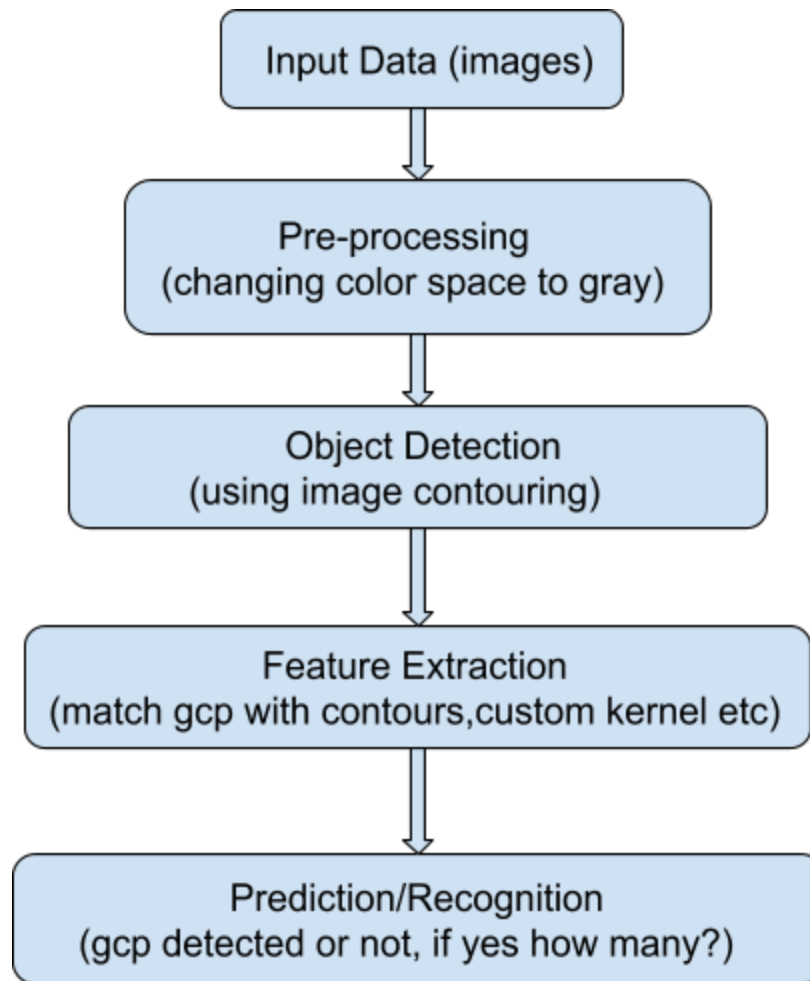 Input Data (images)
Pre-processing
(changing color space to gray)
Object Detection
(using image contouring)
Feature Extraction
(match gcp with contours,custom kernel etc)
Prediction/Recognition
(gcp detected or not, if yes how many?)